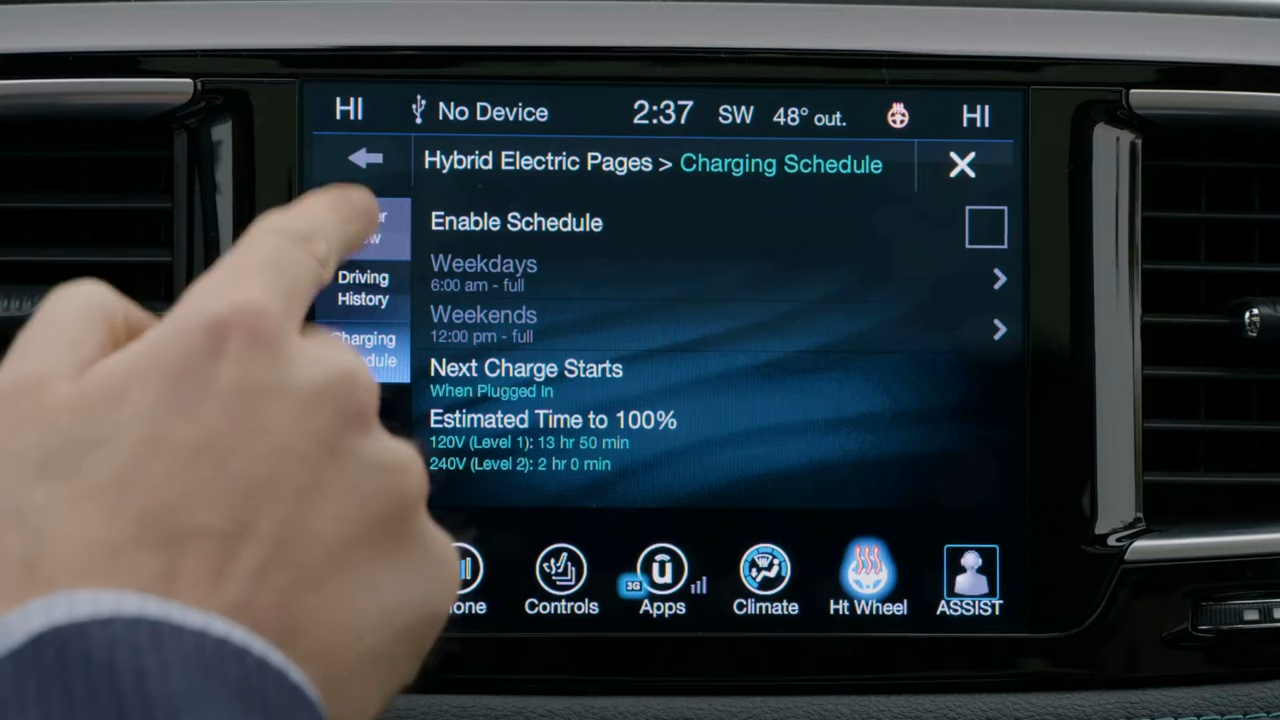 HI No Device 2:37 SW 48° out. HI
Hybrid Electric Pages > Charging Schedule
Enable Schedule
Weekdays
6:00 am - full
Driving
History
Weekends
12:00 pm - full
Next Charge Starts
When Plugged In
Estimated Time to 100%
120V (Level 1): 13 hr 50 min
240V (Level 2): 2 hr 0 min
3G
Controls
Apps
Climate
Ht Wheel
ASSIST